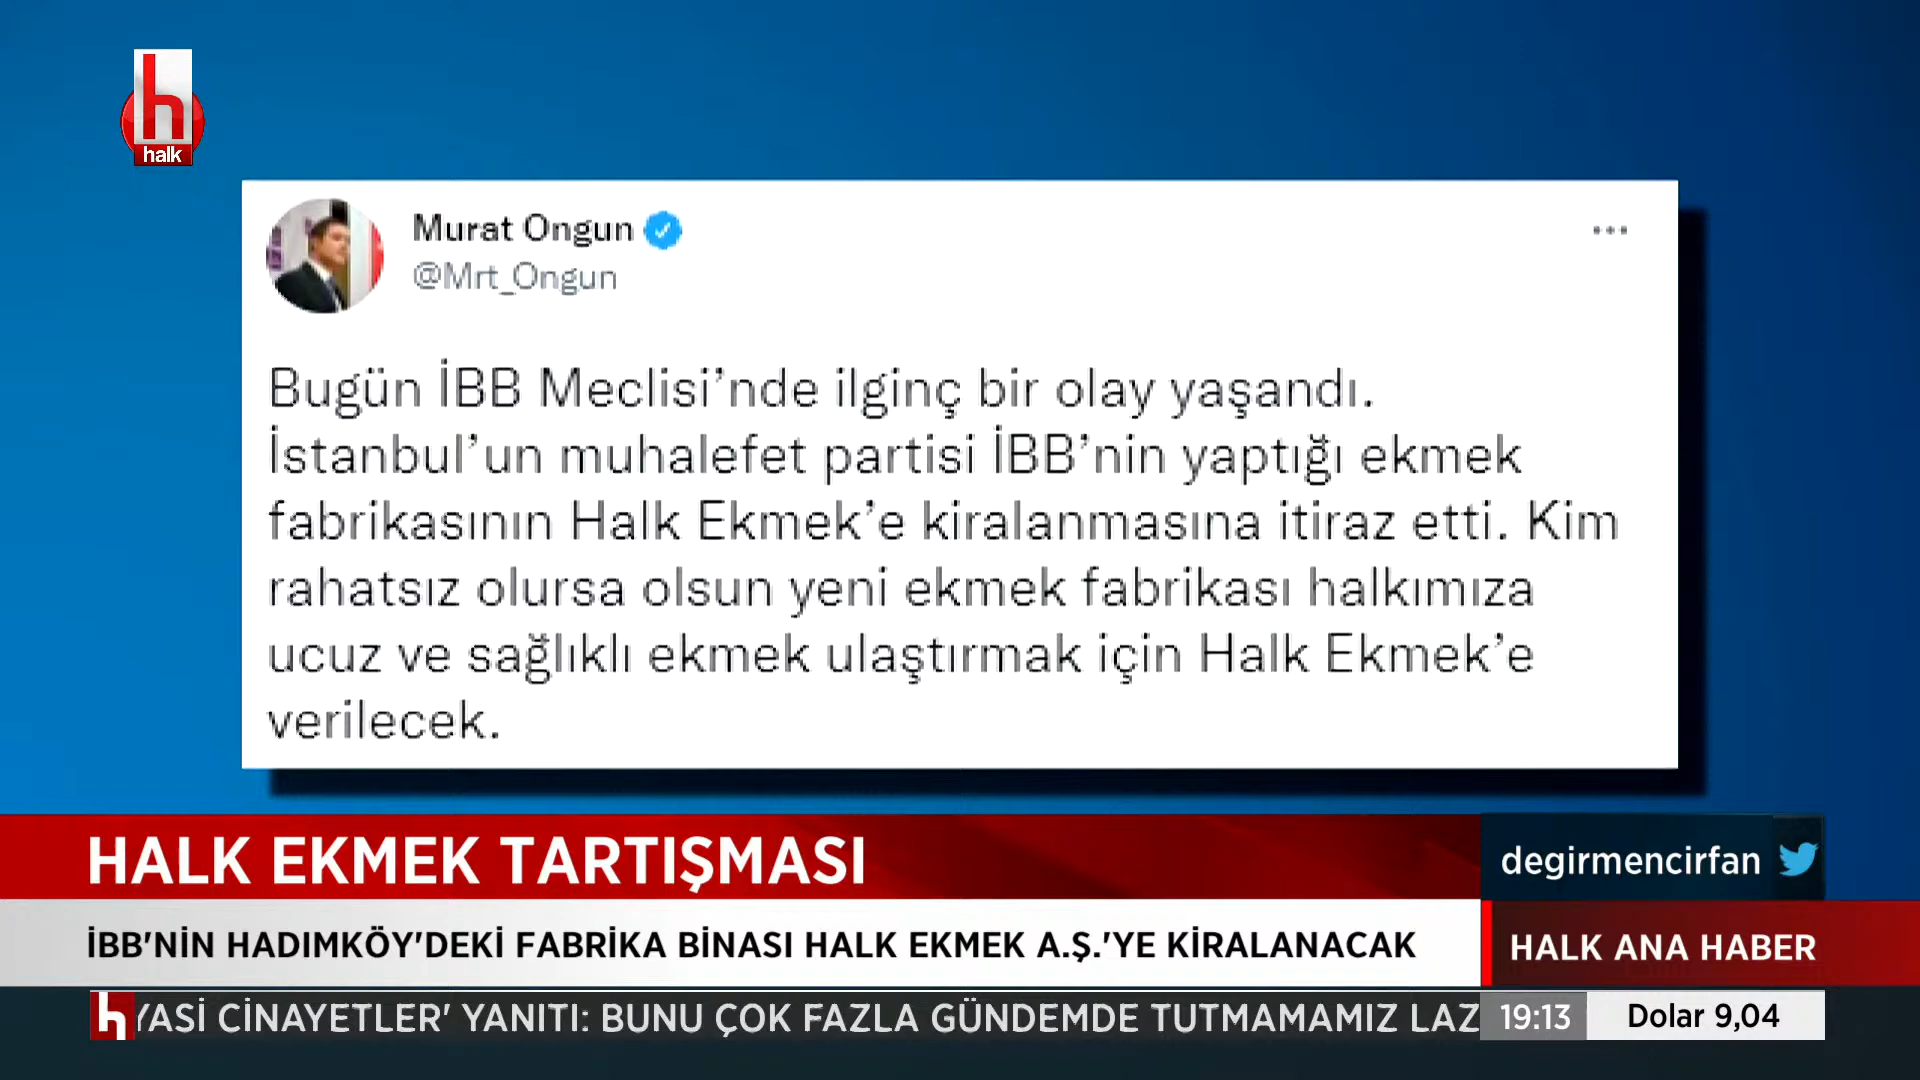 h
halk
Murat Ongun
@Mrt_Ongun
Bugün İBB Meclisi’nde ilginç bir olay yaşandı.
İstanbul’un muhalefet partisi İBB’nin yaptığı ekmek
fabrikasının Halk Ekmek’e kiralanmasına itiraz etti. Kim
rahatsız olursa olsun yeni ekmek fabrikası halkımıza
ucuz ve sağlıklı ekmek ulaştırmak için Halk Ekmek’e
verilecek.
HALK EKMEK TARTIŞMASI
degirmencirfan
İBB'NİN HADIMKÖY'DEKİ FABRİKA BİNASI HALK EKMEK A.Ş.'YE KİRALANACAK
HALK ANA HABER
h YASİ CİNAYETLER' YANITI: BUNU ÇOK FAZLA GÜNDEMDE TUTMAMAMIZ LAZ
19:13
Dolar 9,04